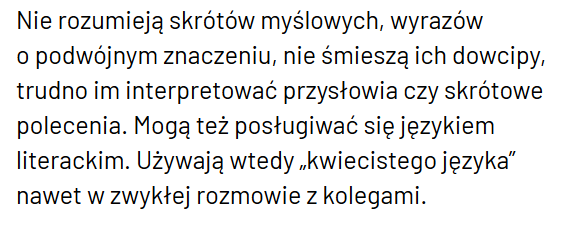 Nie rozumieją skrótów myślowych, wyrazów
o podwójnym znaczeniu, nie śmieszą ich dowcipy,
trudno im interpretować przysłowia czy skrótowe
polecenia. Mogą też posługiwać się językiem
literackim. Używają wtedy „kwiecistego języka”
nawet w zwykłej rozmowie z kolegami.